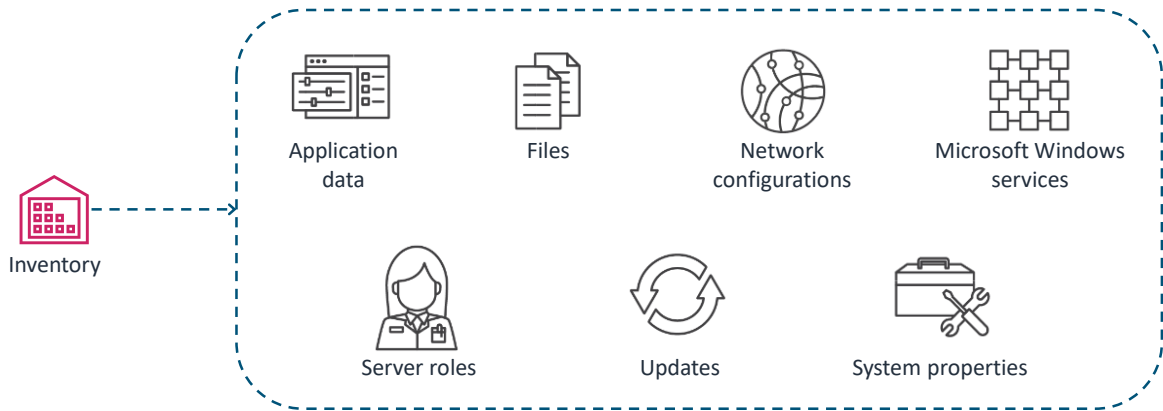 Application
data
Files
Network
configurations
Microsoft Windows
services
Inventory
Server roles
Updates
System properties